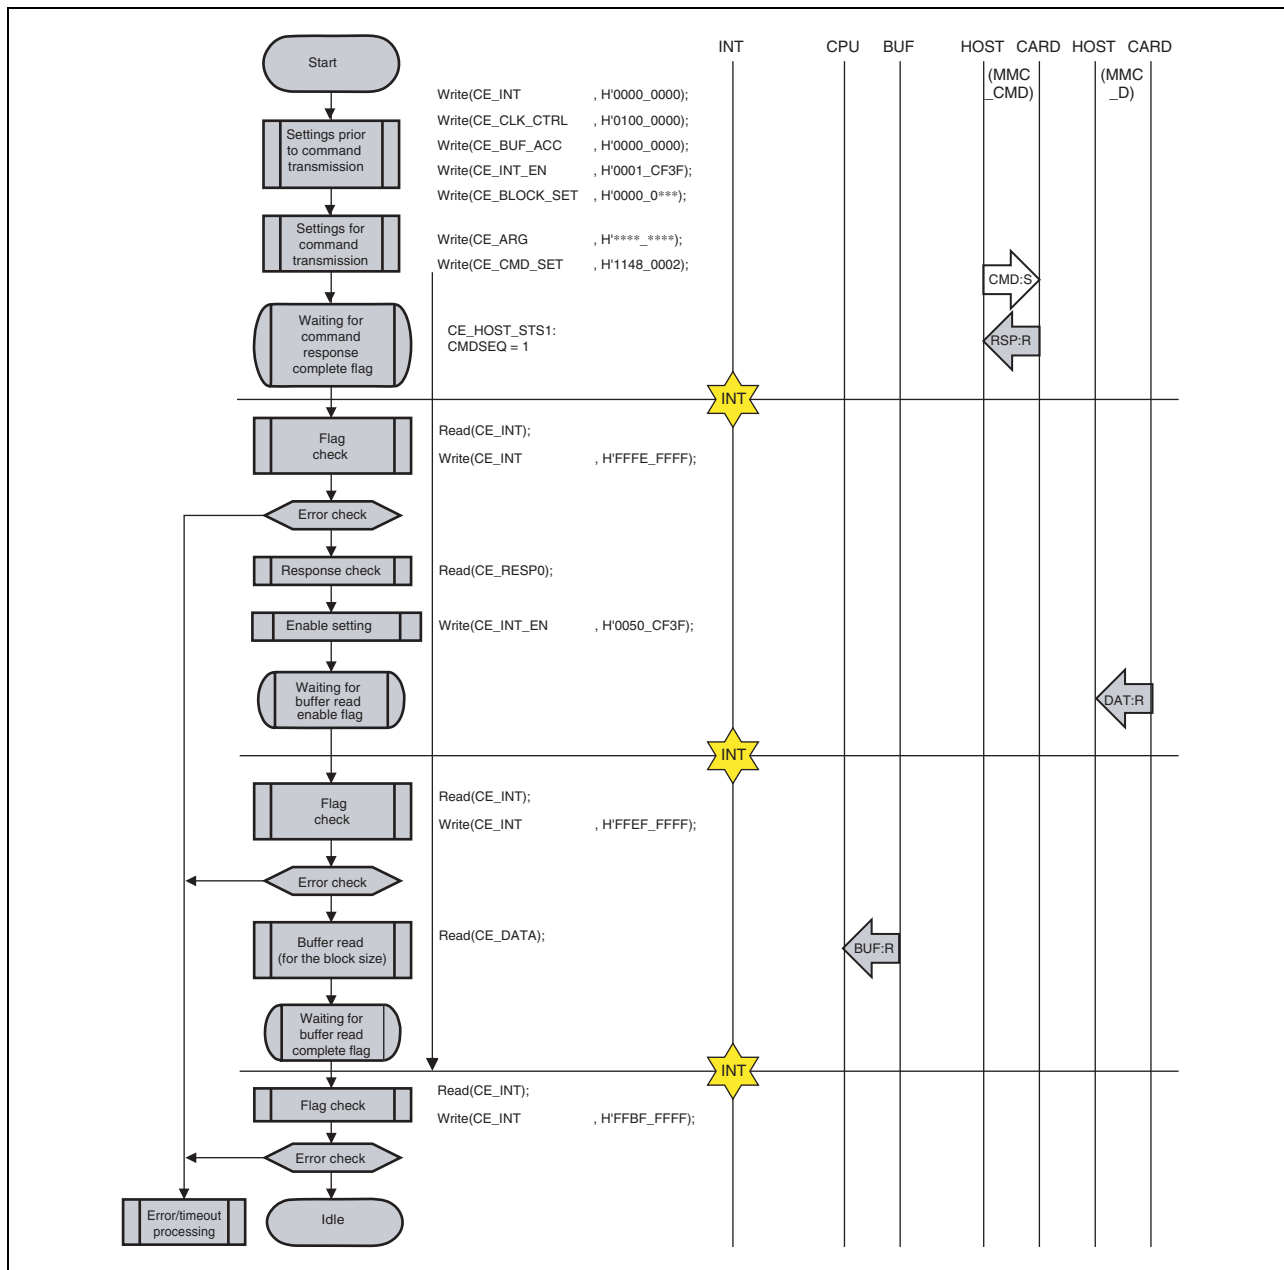 INT CPU BUF HOST CARD HOST CARD
(MMC
_CMD)
(MMC
_D)
Start
Write(CE_INT , H'0000_0000);
Write(CE_CLK_CTRL , H'0100_0000);
Settings prior
to command
transmission
Write(CE_BUF_ACC , H'0000_0000);
Write(CE_INT_EN , H'0001_CF3F);
Write(CE_BLOCK_SET , H'0000_0***);
Settings for
command
transmission
Write(CE_ARG , H'****_****);
Write(CE_CMD_SET , H'1148_0002);
CMD:S
Waiting for
command
response
complete flag
CE_HOST_STS1:
CMDSEQ = 1
RSP:R
INT
Flag
check
Read(CE_INT);
Write(CE_INT , H'FFFE_FFFF);
Error check
Response check
Read(CE_RESP0);
Enable setting
Write(CE_INT_EN , H'0050_CF3F);
Waiting for
buffer read
enable flag
DAT:R
INT
Flag
check
Read(CE_INT);
Write(CE_INT , H'FFEF_FFFF);
Error check
Buffer read
(for the block size)
Read(CE_DATA);
BUF:R
Waiting for
buffer read
complete flag
INT
Flag check
Read(CE_INT);
Write(CE_INT , H'FFBF_FFFF);
Error check
Error/timeout
processing
Idle